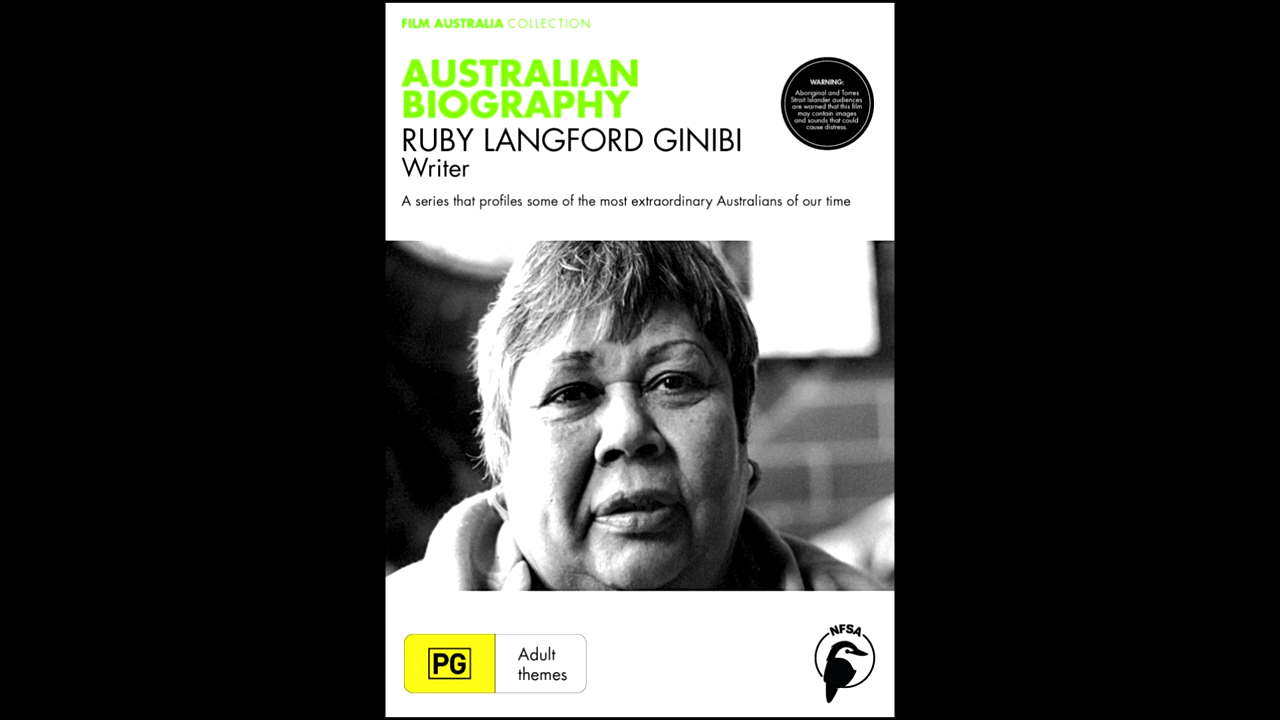 FILM AUSTRALIA COLLECTION
AUSTRALIAN
BIOGRAPHY
RUBY LANGFORD GINIBI
Writer
A series that profiles some of the most extraordinary Australians of our time
WARNING:
Aboriginal and Torres
Strait Islander audiences
are warned that this film
may contain images
and sounds that could
cause distress.
PG
Adult
themes
NFSA